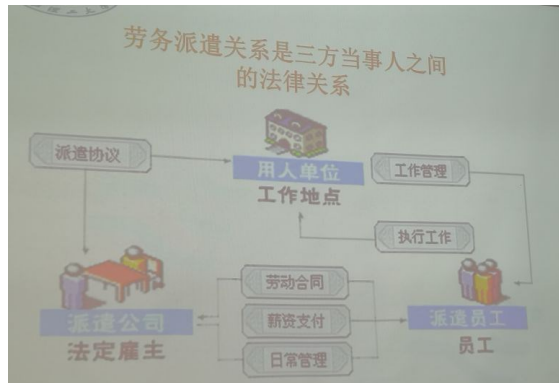 劳务派遣关系是三方当事人之间
的法律关系
派遣协议
用人单位
工作地点
工作管理
执行工作
劳动合同
薪资支付
日常管理
派遣公司
法定雇主
派遣员工
员工